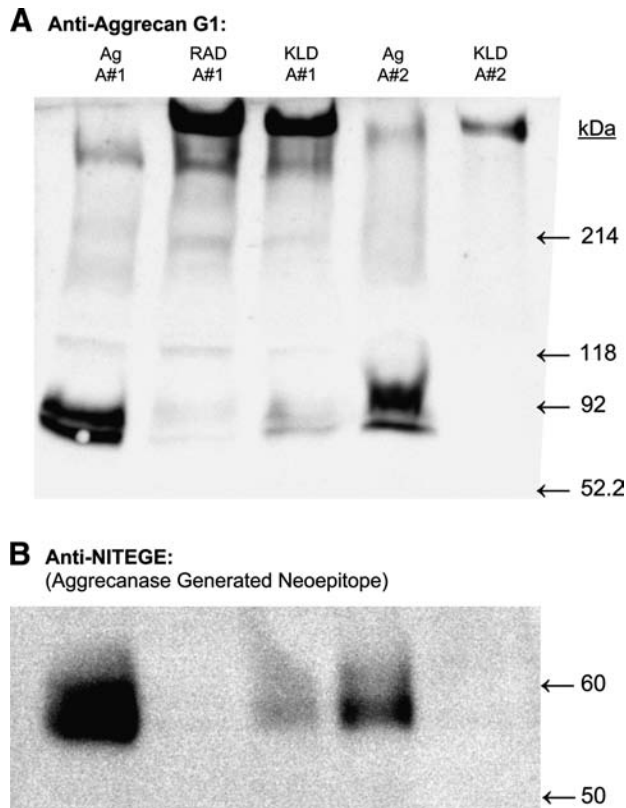 A Anti-Aggrecan G1:
Ag RAD KLD Ag KLD
A#1 A#1 A#1 A#2 A#2
kDa
← 214
← 118
← 92
← 52.2
B Anti-NITEGE:
(Aggrecanase Generated Neoepitope)
← 60
← 50